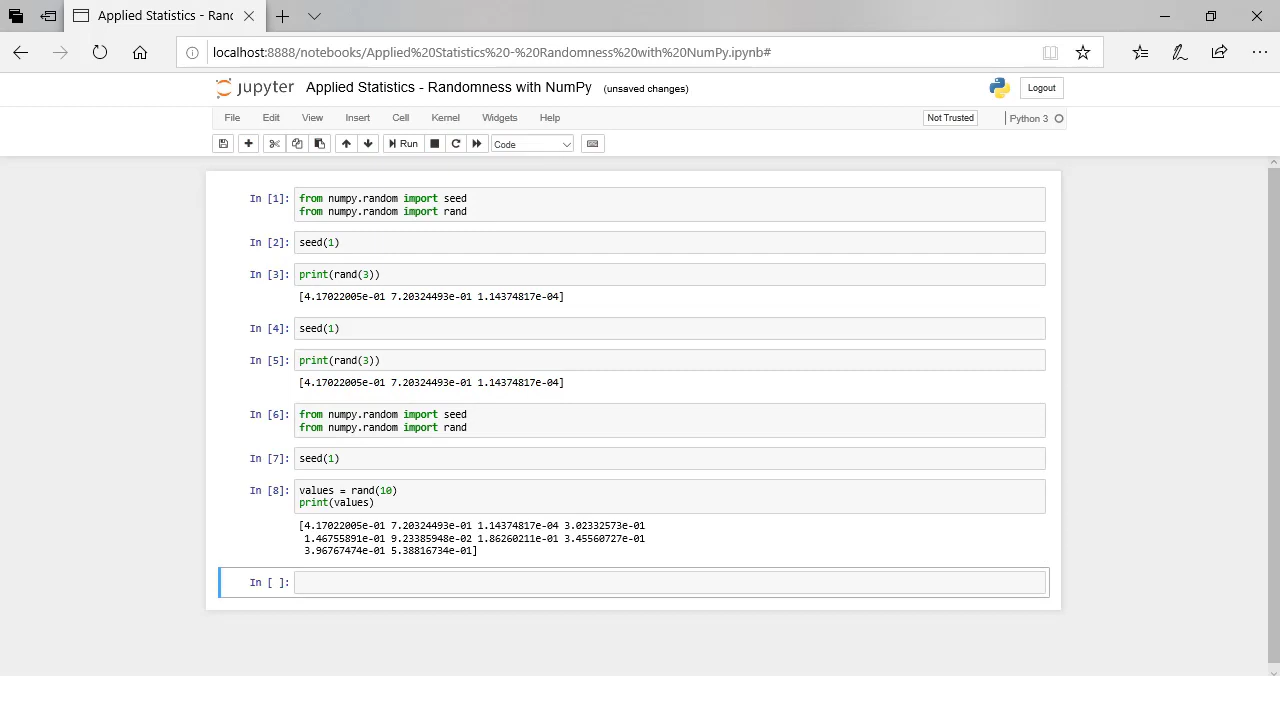 Applied Statistics - Ranc
localhost:8888/notebooks/Applied%20Statistics%20-%20Randomness%20with%20NumPy.ipynb#
jupyter Applied Statistics - Randomness with NumPy (unsaved changes) Logout
File Edit View Insert Cell Kernel Widgets Help Not Trusted Python 3
Run Code
In [1]: from numpy.random import seed
from numpy.random import rand
In [2]: seed(1)
In [3]: print(rand(3))
[4.17022005e-01 7.20324493e-01 1.14374817e-04]
In [4]: seed(1)
In [5]: print(rand(3))
[4.17022005e-01 7.20324493e-01 1.14374817e-04]
In [6]: from numpy.random import seed
from numpy.random import rand
In [7]: seed(1)
In [8]: values = rand(10)
print(values)
[4.17022005e-01 7.20324493e-01 1.14374817e-04 3.02332573e-01
1.46755891e-01 9.23385948e-02 1.86260211e-01 3.45560727e-01
3.96767474e-01 5.38816734e-01]
In [ ]: